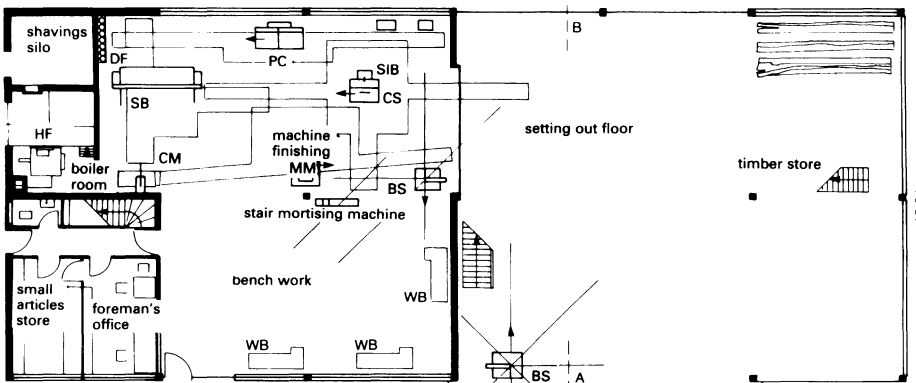 shavings
silo
DF
PC
SIB
CS
B
SB
HF
machine
finishing
MM
setting out floor
timber store
boiler
room
CM
BS
stair mortising machine
bench work
WB
small
articles
store
foreman's
office
WB
WB
BS
A